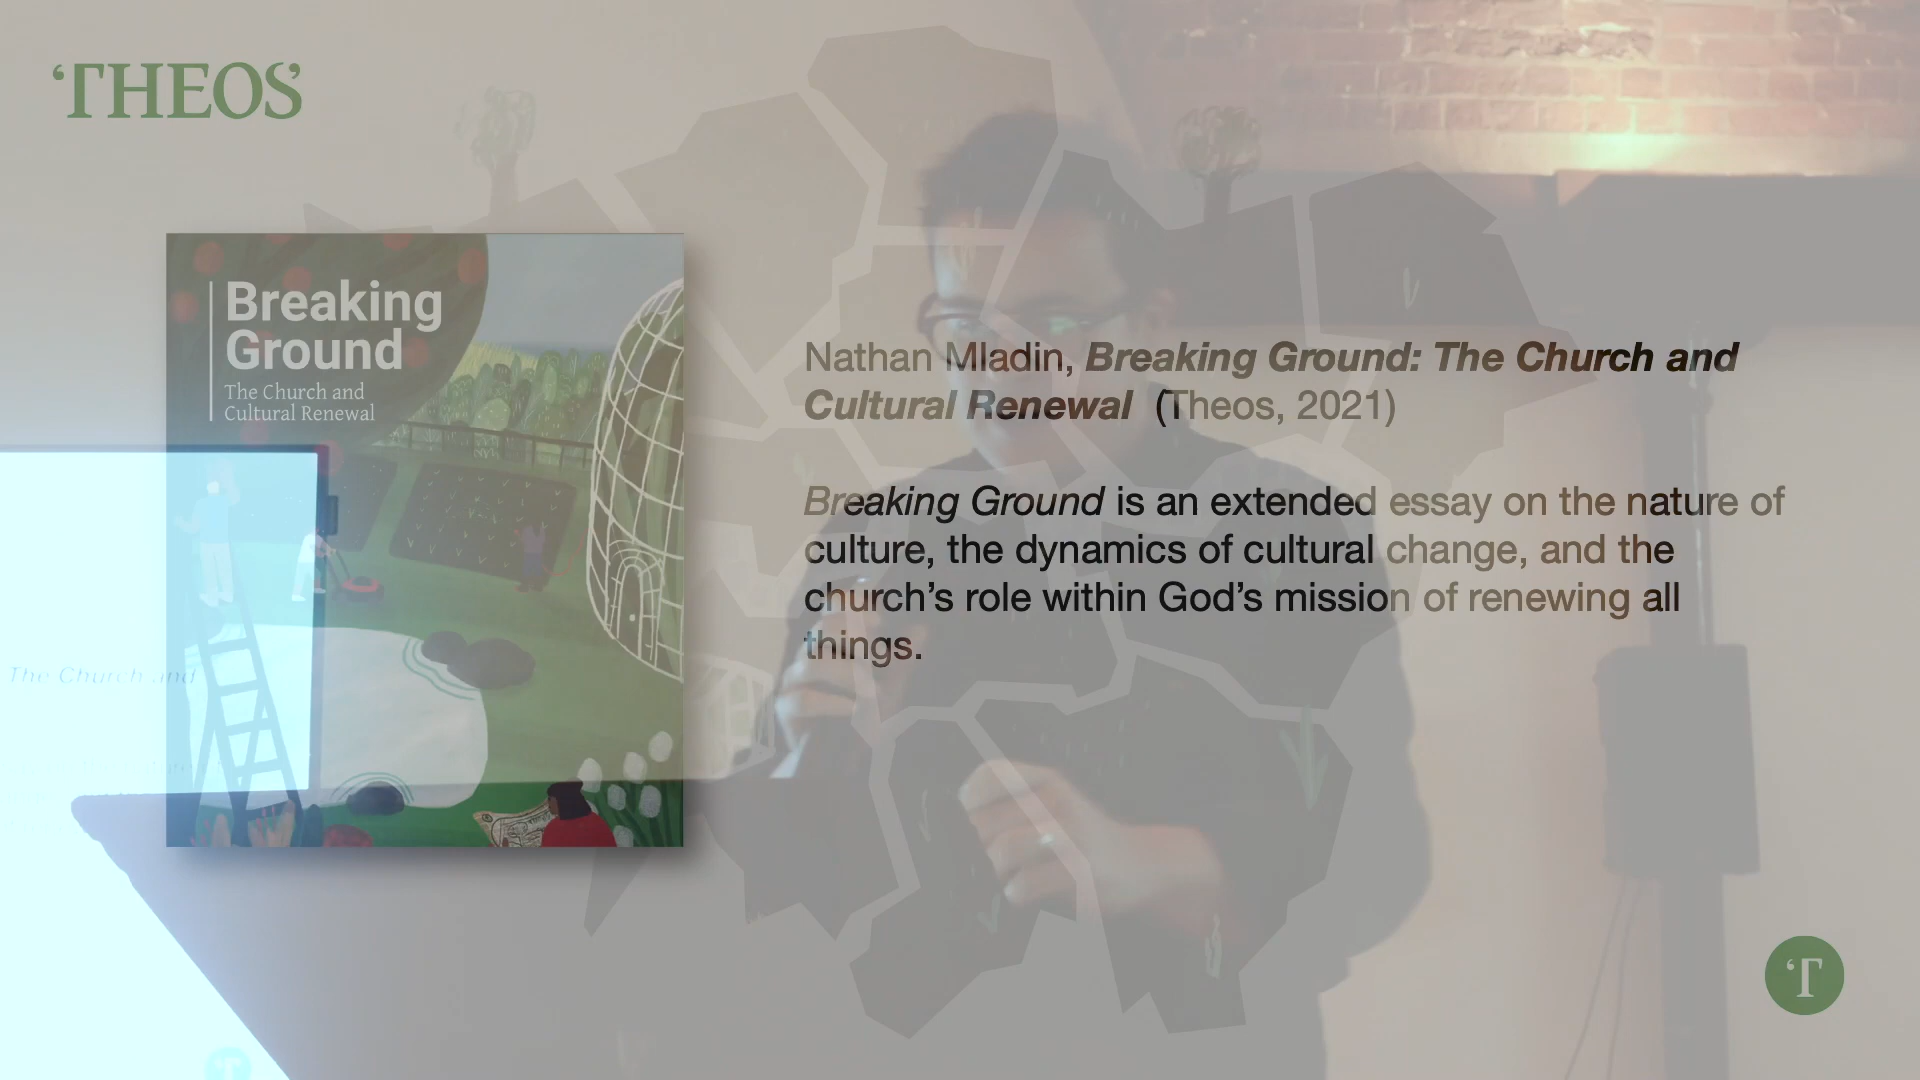 ‘THEOS’
Breaking
Ground
The Church and
Cultural Renewal
Nathan Mladin, Breaking Ground: The Church and
Cultural Renewal (Theos, 2021)
Breaking Ground is an extended essay on the nature of
culture, the dynamics of cultural change, and the
church’s role within God’s mission of renewing all
things.
The Church and
‘T